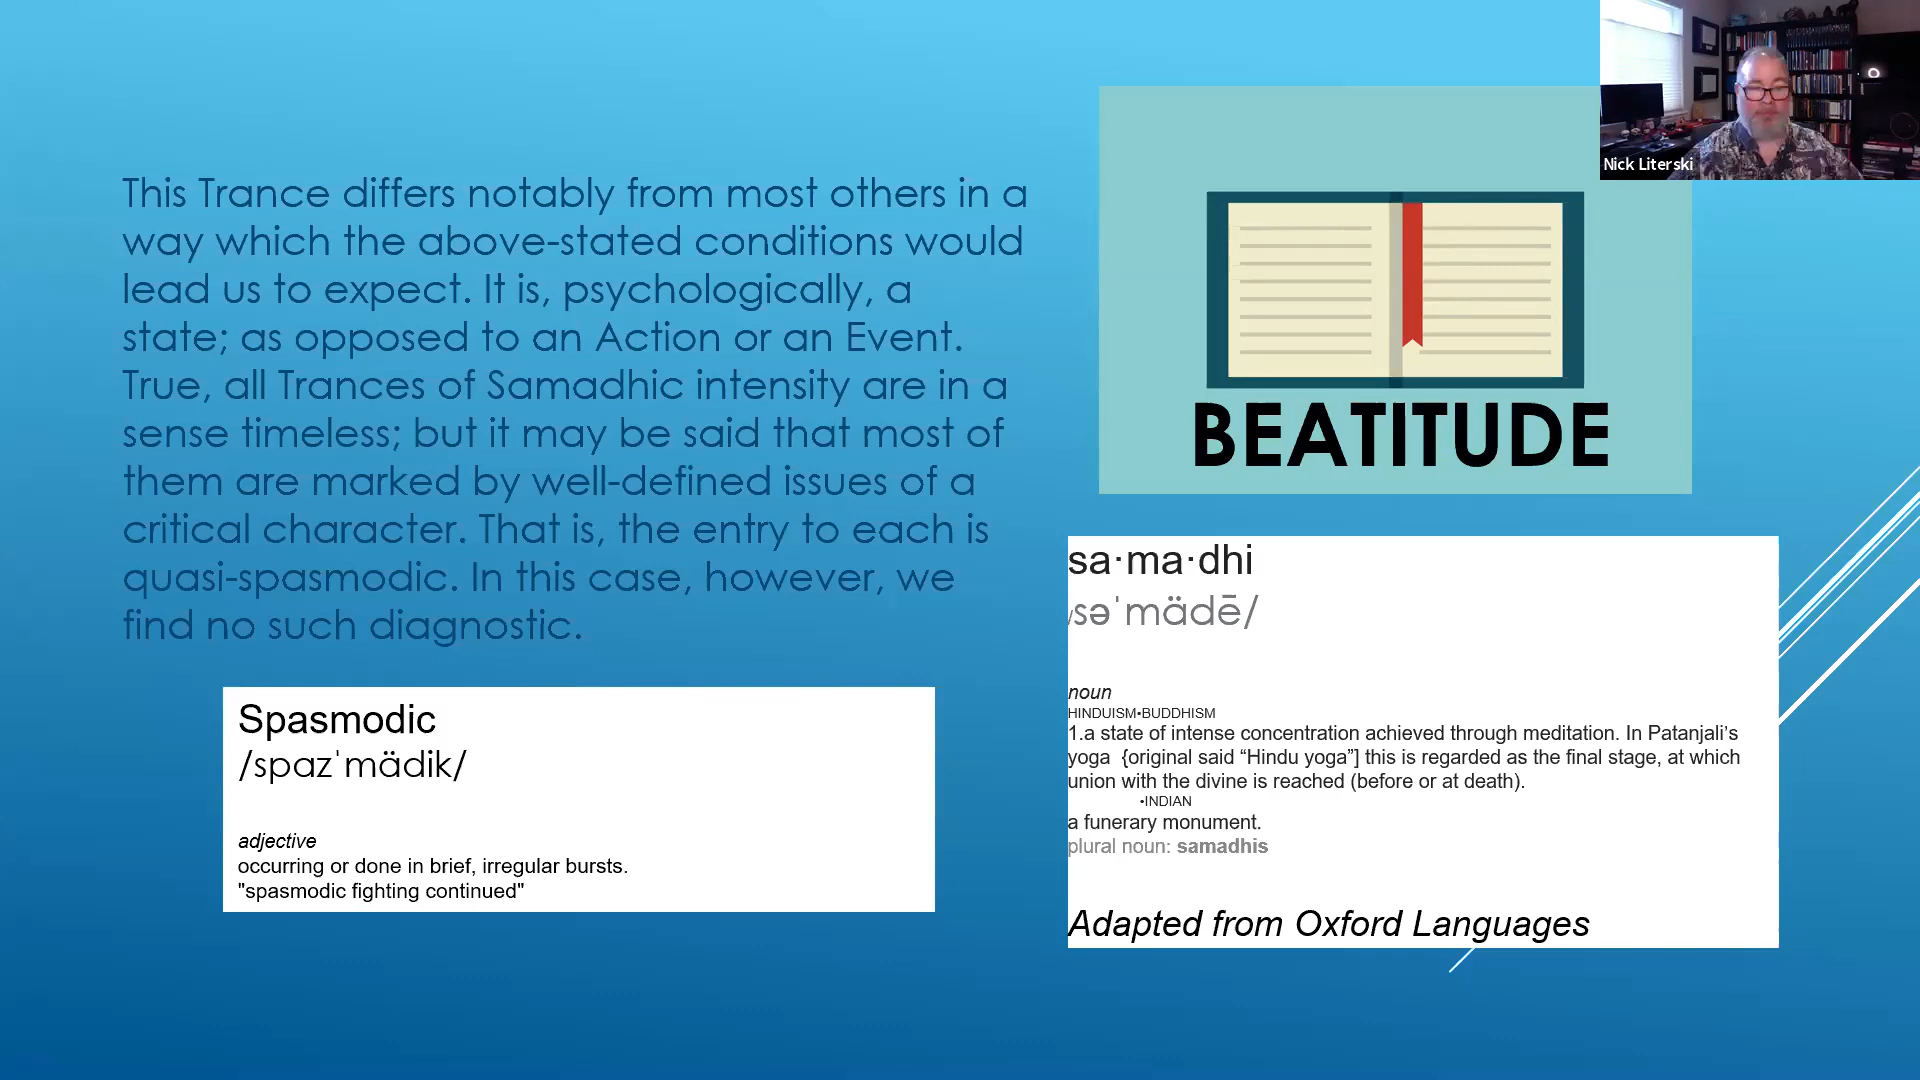 This Trance differs notably from most others in a
way which the above-stated conditions would
lead us to expect. It is, psychologically, a
state; as opposed to an Action or an Event.
True, all Trances of Samadhic intensity are in a
sense timeless; but it may be said that most of
them are marked by well-defined issues of a
critical character. That is, the entry to each is
quasi-spasmodic. In this case, however, we
find no such diagnostic.
Spasmodic
/spazˈmädik/
adjective
occurring or done in brief, irregular bursts.
"spasmodic fighting continued"
Nick Literski
BEATITUDE
sa·ma·dhi
/səˈmädē/
noun
HINDUISM•BUDDHISM
1.a state of intense concentration achieved through meditation. In Patanjali’s
yoga {original said “Hindu yoga”] this is regarded as the final stage, at which
union with the divine is reached (before or at death).
•INDIAN
a funerary monument.
plural noun: samadhis
Adapted from Oxford Languages